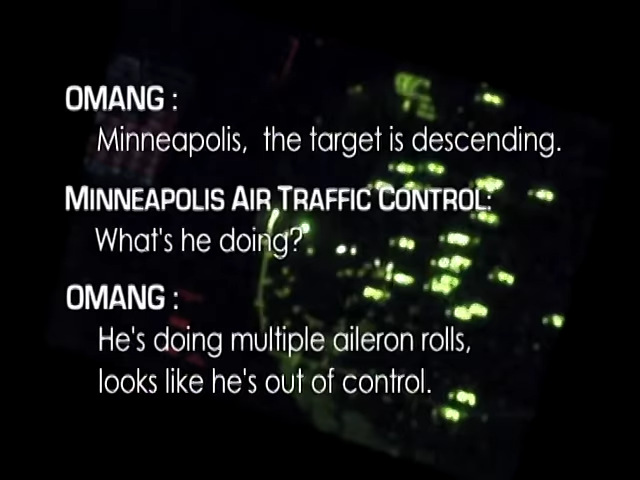 OMANG :
Minneapolis, the target is descending.
MINNEAPOLIS AIR TRAFFIC CONTROL:
What's he doing?
OMANG :
He's doing multiple aileron rolls,
looks like he's out of control.